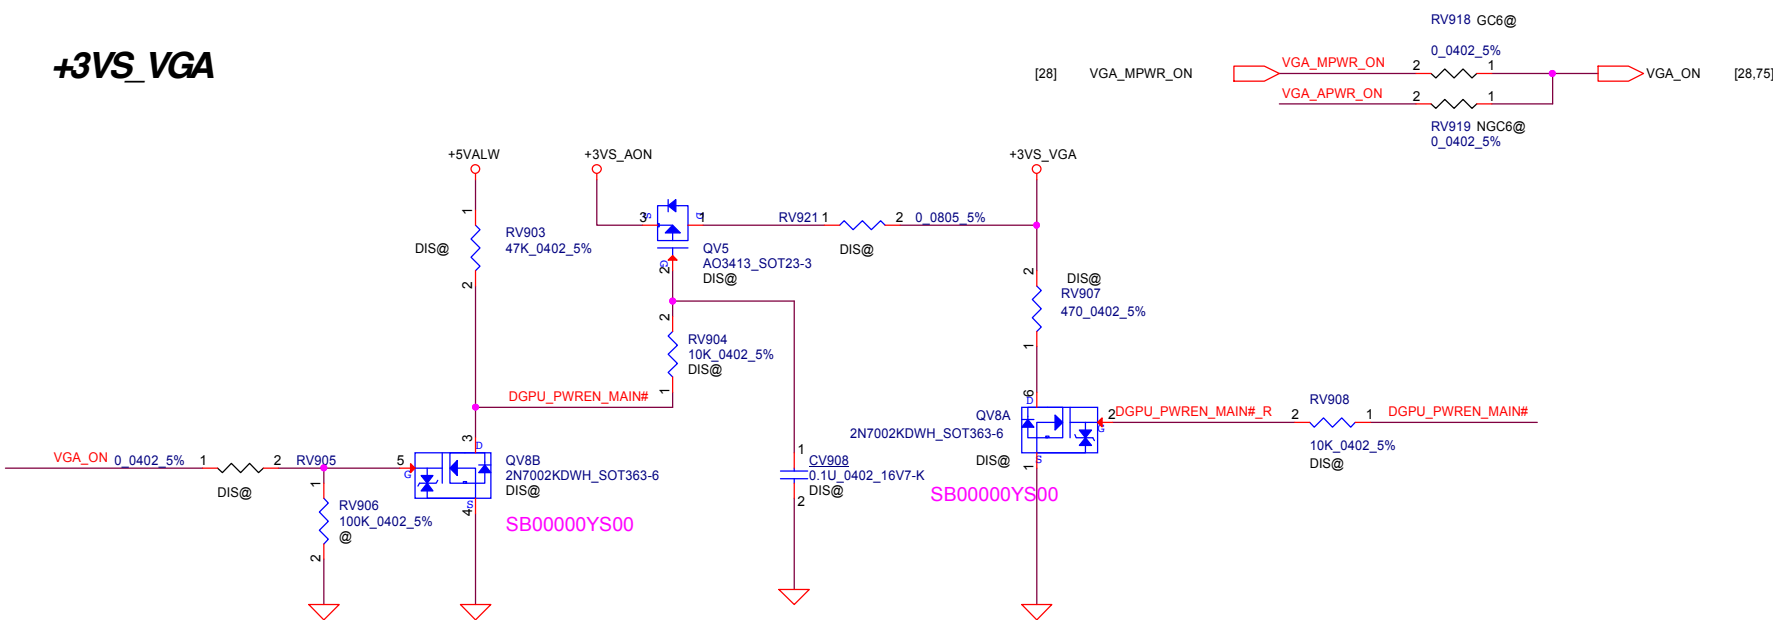 +3VS_VGA
RV918 GC6@
0_0402_5%
[28] VGA_MPWR_ON VGA_MPWR_ON 2 1 VGA_ON [28,75]
VGA_APWR_ON 2 1
RV919 NGC6@
0_0402_5%
+5VALW +3VS_AON +3VS_VGA
1
RV903
47K_0402_5%
DIS@
2
3 S D 1
G
2
QV5
AO3413_SOT23-3
DIS@
RV921 1 2 0_0805_5%
DIS@
2
DIS@
RV907
470_0402_5%
1
2
RV904
10K_0402_5%
DIS@
1
DGPU_PWREN_MAIN#
6
D
QV8A
2N7002KDWH_SOT363-6
DIS@
G
S
1
SB00000YS00
2 DGPU_PWREN_MAIN#_R 2 1 DGPU_PWREN_MAIN#
RV908
10K_0402_5%
DIS@
VGA_ON 0_0402_5% 1 2 RV905 5
DIS@
1
RV906
100K_0402_5%
@
2
3
D
G
QV8B
2N7002KDWH_SOT363-6
DIS@
S
4
SB00000YS00
1
CV908
0.1U_0402_16V7-K
DIS@
2